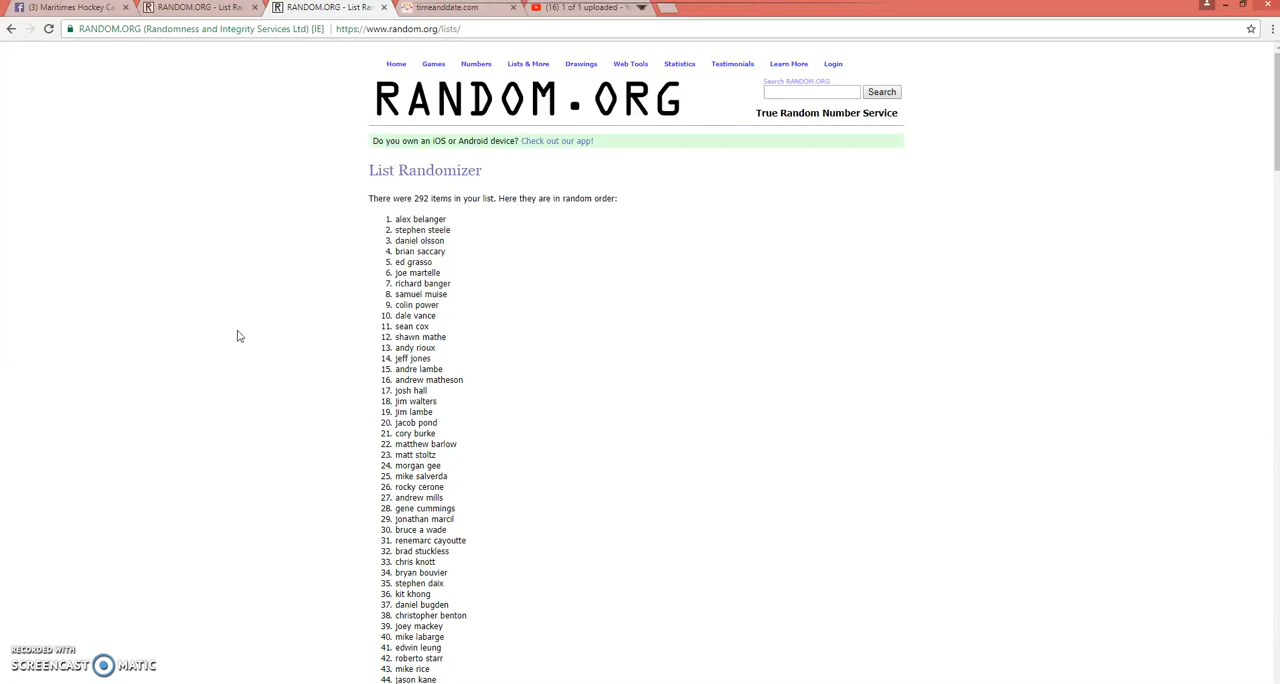 (3) Maritimes Hockey Ca
RANDOM.ORG - List Ra
RANDOM.ORG - List Ra
timeanddate.com
(16) 1 of 1 uploaded - Yo
RANDOM.ORG (Randomness and Integrity Services Ltd) [IE]
https://www.random.org/lists/
Home Games Numbers Lists & More Drawings Web Tools Statistics Testimonials Learn More Login
RANDOM.ORG
Search RANDOM.ORG
Search
True Random Number Service
Do you own an iOS or Android device? Check out our app!
List Randomizer
There were 292 items in your list. Here they are in random order:
1. alex belanger
2. stephen steele
3. daniel olsson
4. brian saccary
5. ed grasso
6. joe martelle
7. richard banger
8. samuel muise
9. colin power
10. dale vance
11. sean cox
12. shawn mathe
13. andy rioux
14. jeff jones
15. andre lambe
16. andrew matheson
17. josh hall
18. jim walters
19. jim lambe
20. jacob pond
21. cory burke
22. matthew barlow
23. matt stoltz
24. morgan gee
25. mike salverda
26. rocky cerone
27. andrew mills
28. gene cummings
29. jonathan marcil
30. bruce a wade
31. renemarc cayoutte
32. brad stuckless
33. chris knott
34. bryan bouvier
35. stephen daix
36. kit khong
37. daniel bugden
38. christopher benton
39. joey mackey
40. mike labarge
41. edwin leung
42. roberto starr
43. mike rice
44. jason kane
RECORDED WITH
SCREENCAST MATIC